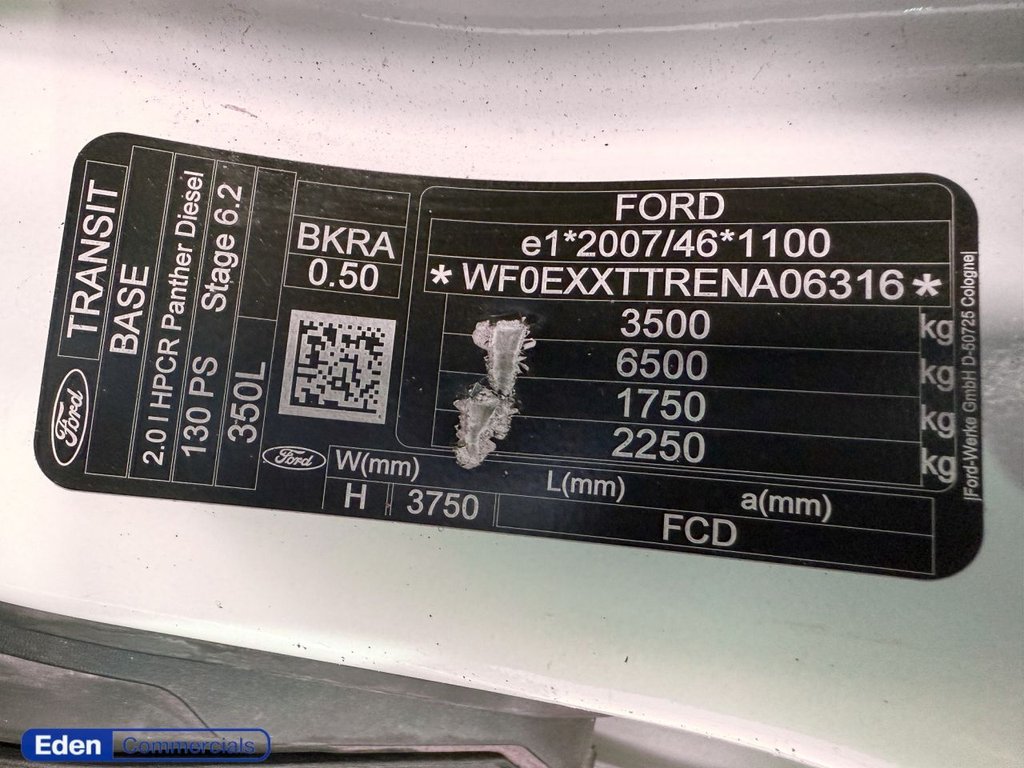 TRANSIT
BASE
2.0 l HPCR Panther Diesel
130 PS Stage 6.2
350L
Ford
BKRA
0.50
FORD
e1*2007/46*1100
* WF0EXXTTRENA06316 *
3500 kg
6500 kg
1750 kg
2250 kg
Ford
W(mm) L(mm) a(mm)
H 3750 FCD
Ford-Werke GmbH D-50725 Cologne
Eden Commercials